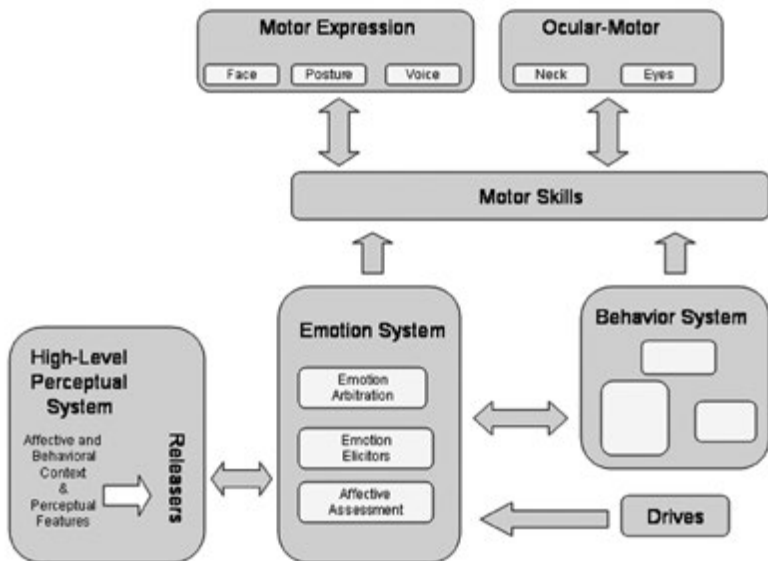 Motor Expression
Face
Posture
Voice
Ocular-Motor
Neck
Eyes
Motor Skills
High-Level
Perceptual
System
Affective and
Behavioral
Context
&
Perceptual
Features
Releasers
Emotion System
Emotion
Arbitration
Emotion
Elicitors
Affective
Assessment
Behavior System
Drives